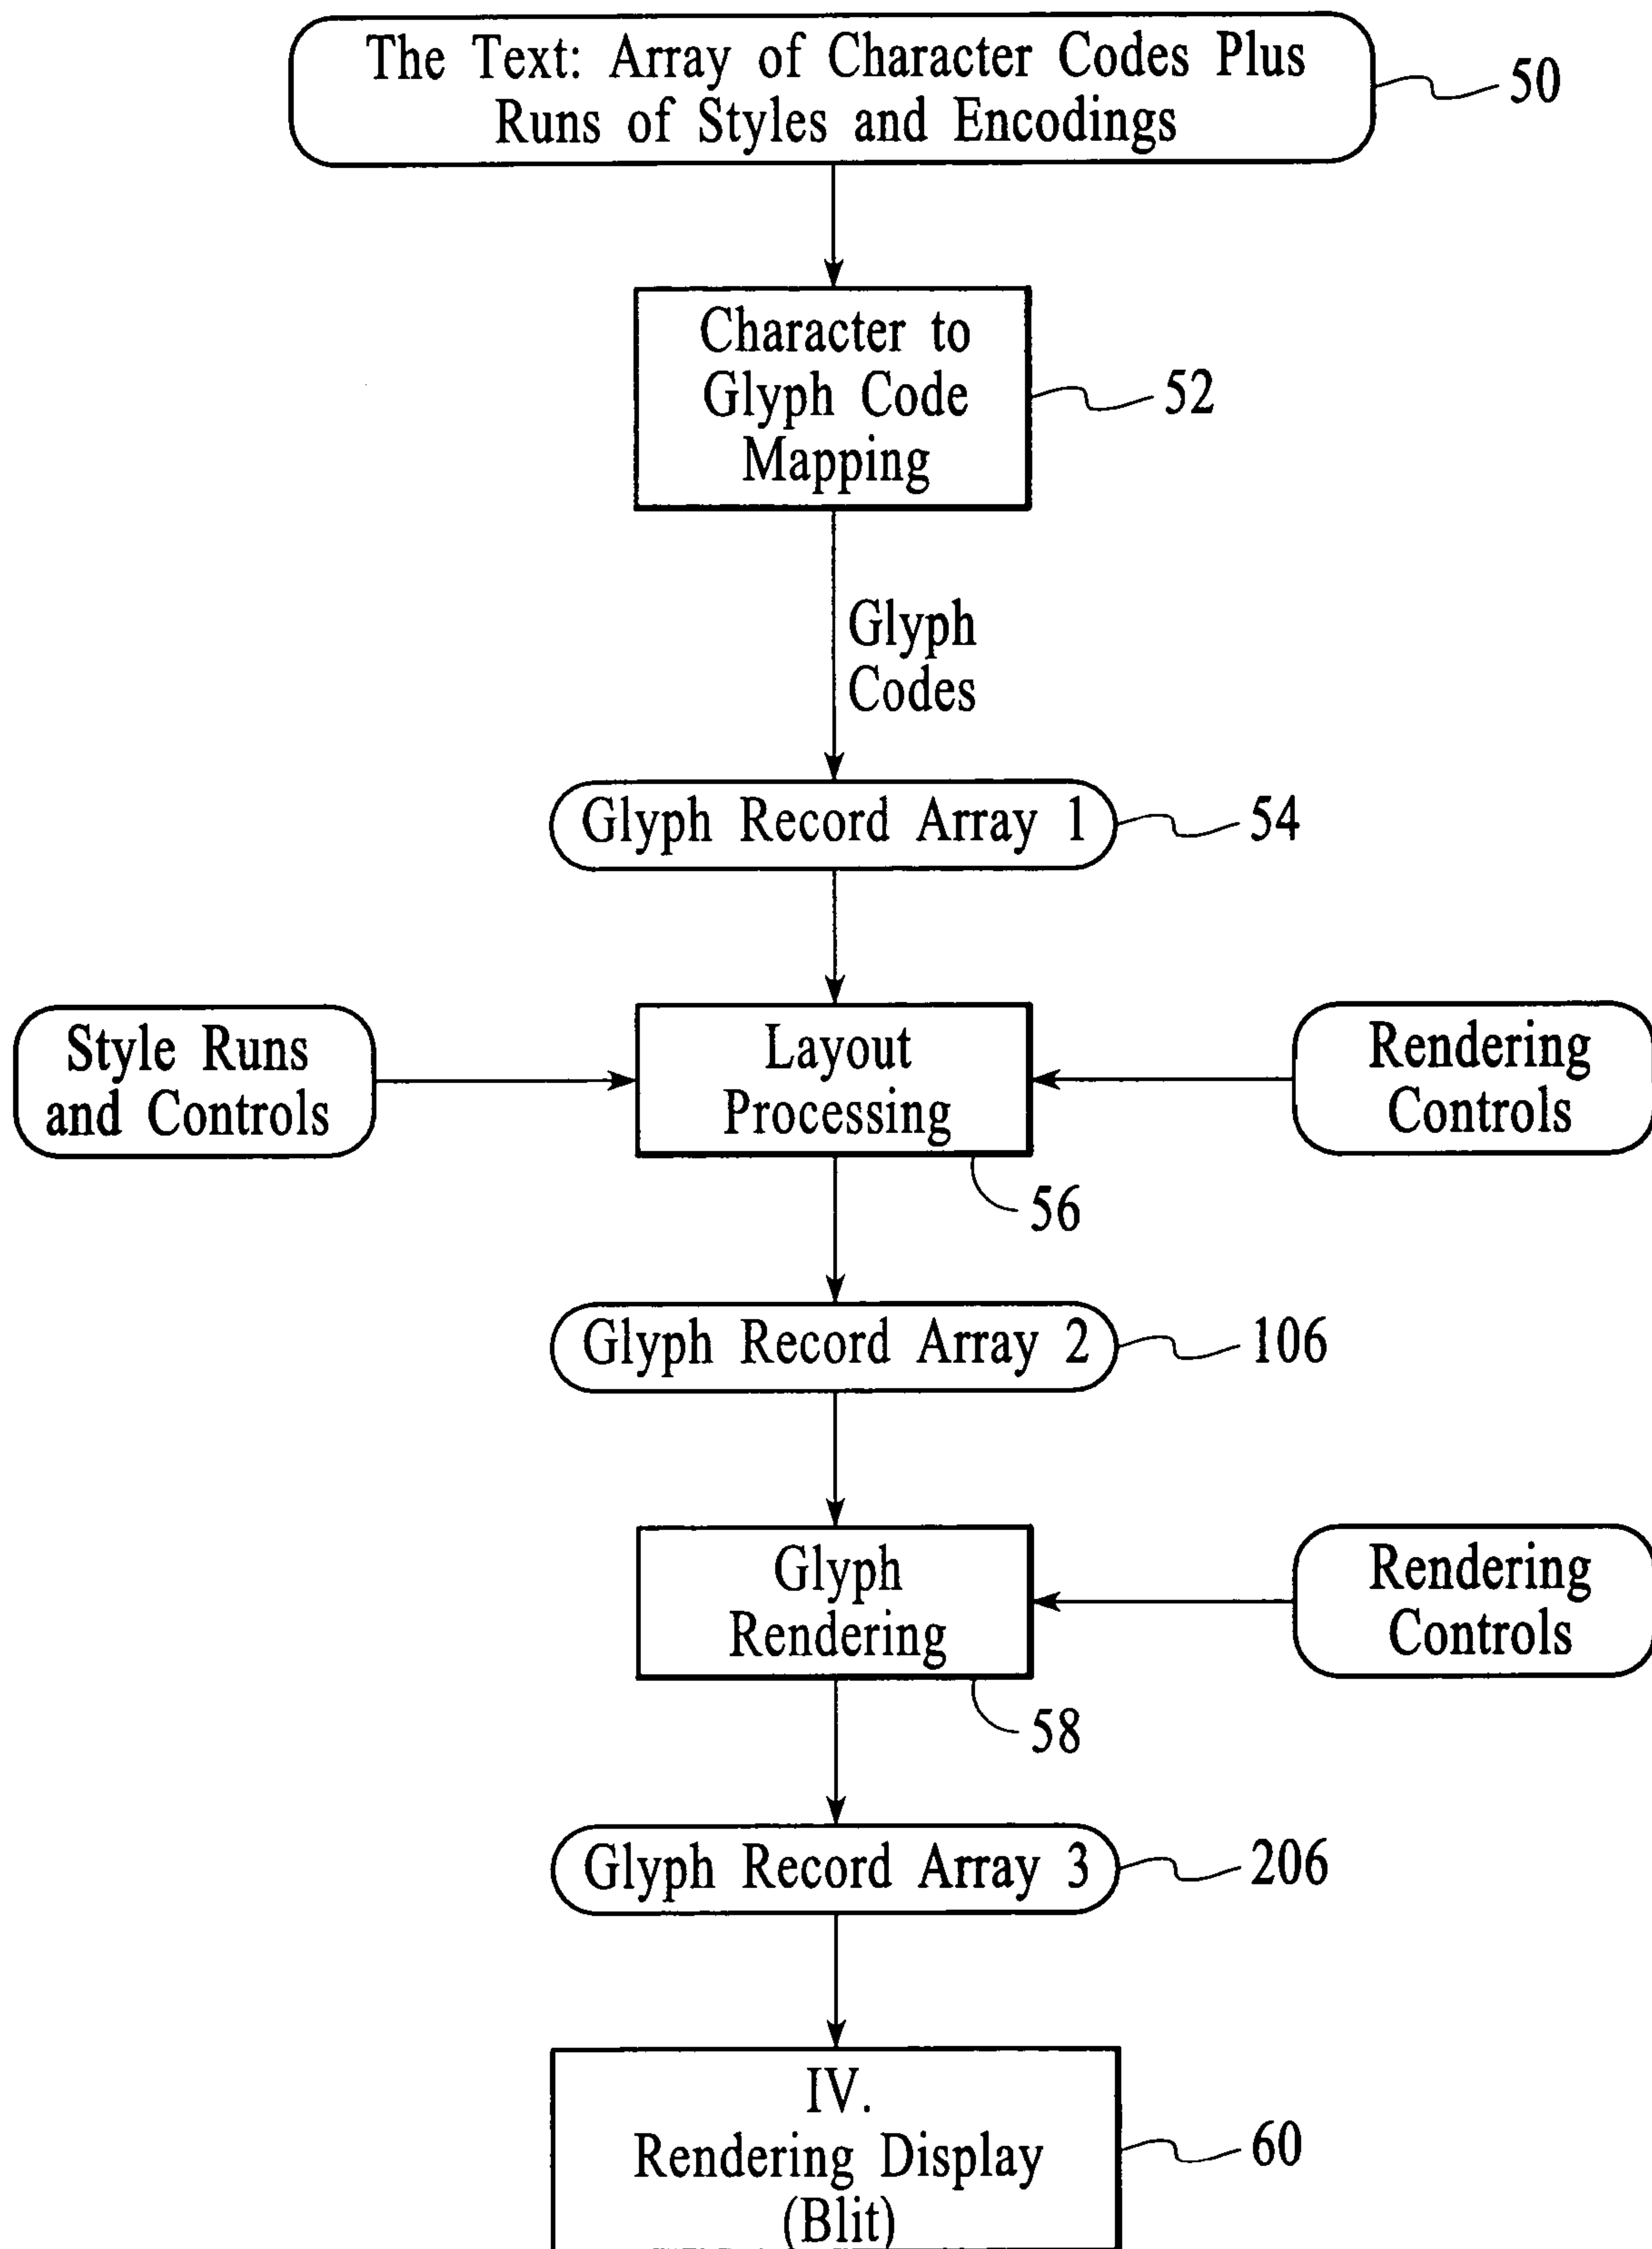 The Text: Array of Character Codes Plus
Runs of Styles and Encodings
50
Character to
Glyph Code
Mapping
52
Glyph
Codes
Glyph Record Array 1
54
Style Runs
and Controls
Layout
Processing
Rendering
Controls
56
Glyph Record Array 2
106
Glyph
Rendering
Rendering
Controls
58
Glyph Record Array 3
206
IV.
Rendering Display
(Blit)
60